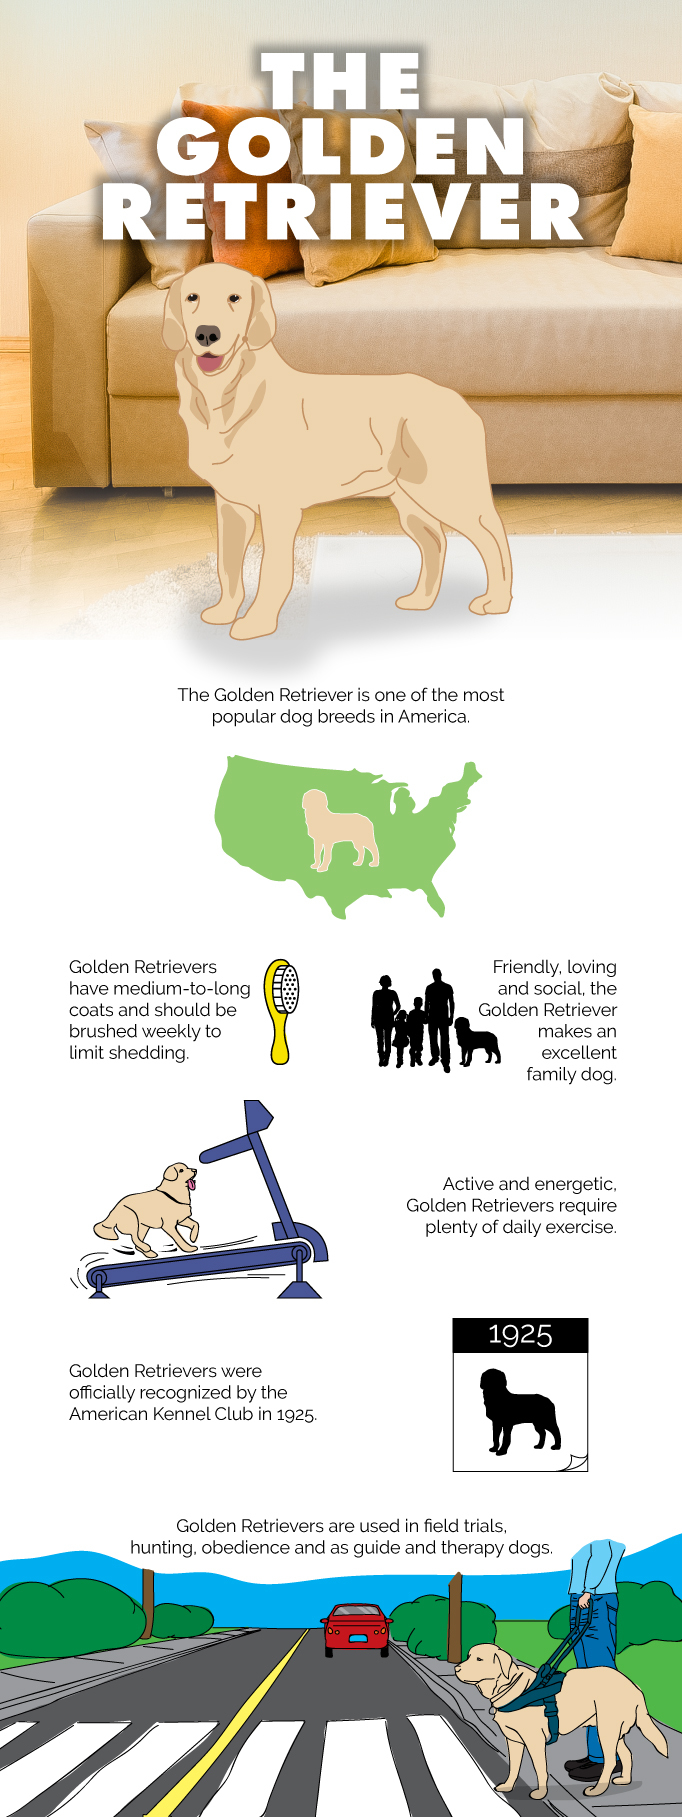 THE
GOLDEN
RETRIEVER
The Golden Retriever is one of the most
popular dog breeds in America.
Golden Retrievers
have medium-to-long
coats and should be
brushed weekly to
limit shedding.
Friendly, loving
and social, the
Golden Retriever
makes an
excellent
family dog.
Active and energetic,
Golden Retrievers require
plenty of daily exercise.
Golden Retrievers were
officially recognized by the
American Kennel Club in 1925.
1925
Golden Retrievers are used in field trials,
hunting, obedience and as guide and therapy dogs.